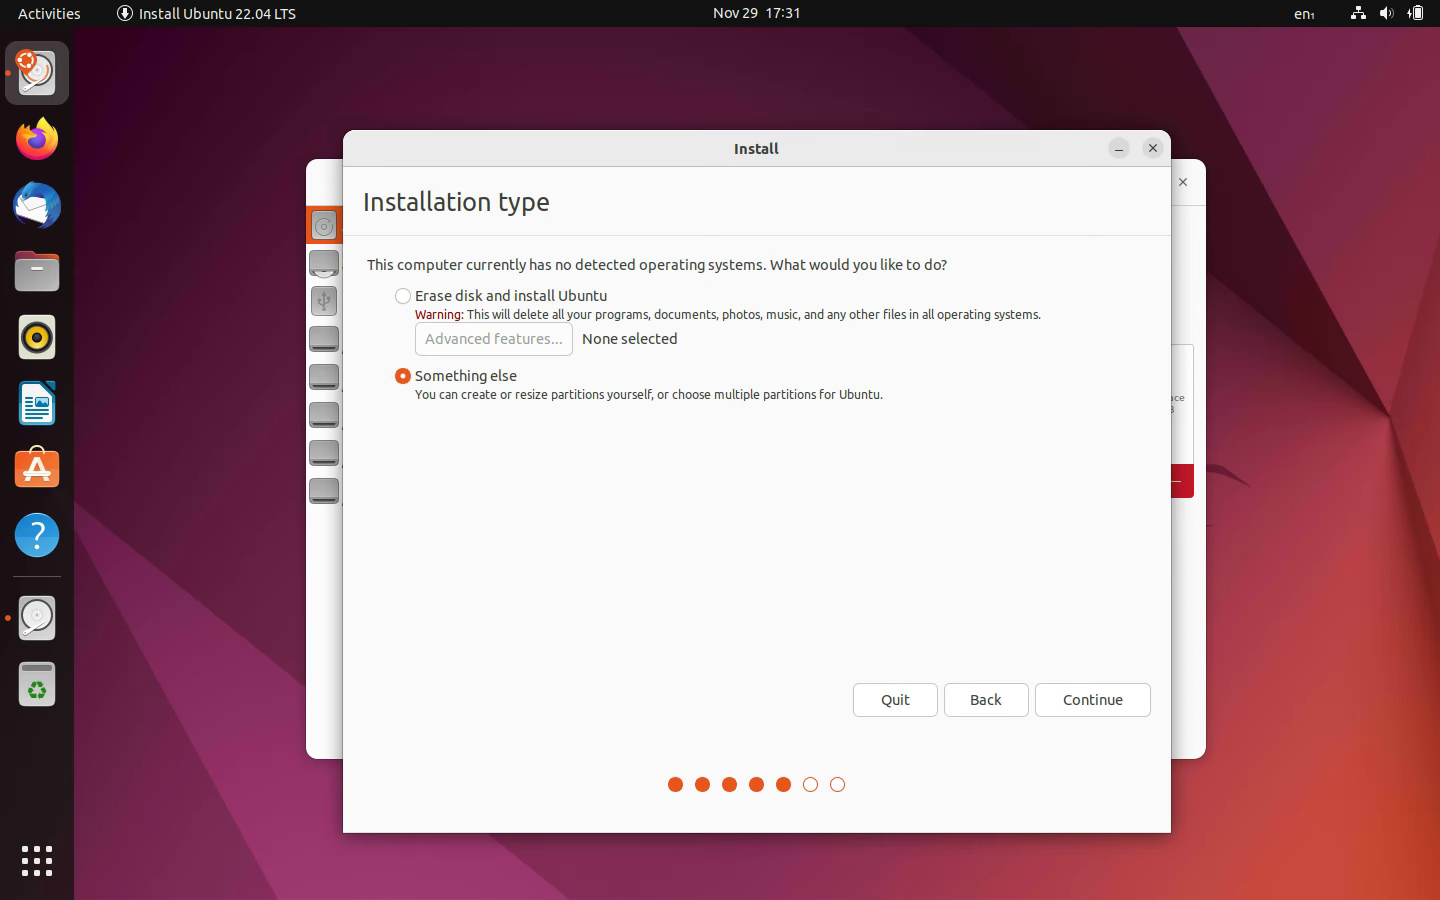 Activities
Install Ubuntu 22.04 LTS
Nov 29 17:31
en₁
Install
Installation type
This computer currently has no detected operating systems. What would you like to do?
Erase disk and install Ubuntu
Warning: This will delete all your programs, documents, photos, music, and any other files in all operating systems.
Advanced features...
None selected
Something else
You can create or resize partitions yourself, or choose multiple partitions for Ubuntu.
Quit
Back
Continue